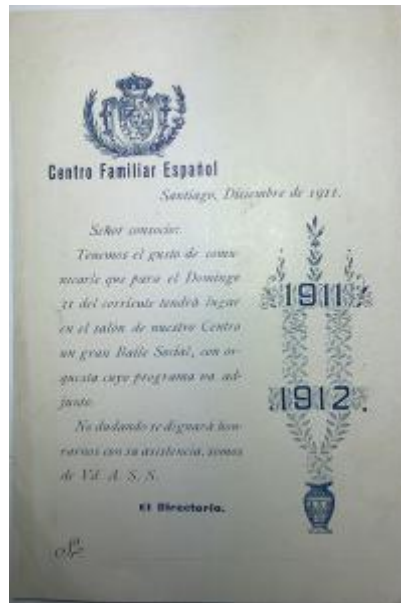 Centro Familiar Español
Santiago, Diciembre de 1911.
Señor consocio:
Tenemos el gusto de comu-
nicarle que para el Domingo
31 del corriente tendrá lugar
en el salón de nuestro Centro
un gran Baile Social, con or-
questa cuyo programa va ad-
junto.
No dudando se dignará hon-
rarnos con su asistencia, somos
de Vd. A. S. S.
El Directorio.
1911
1912
Sr.